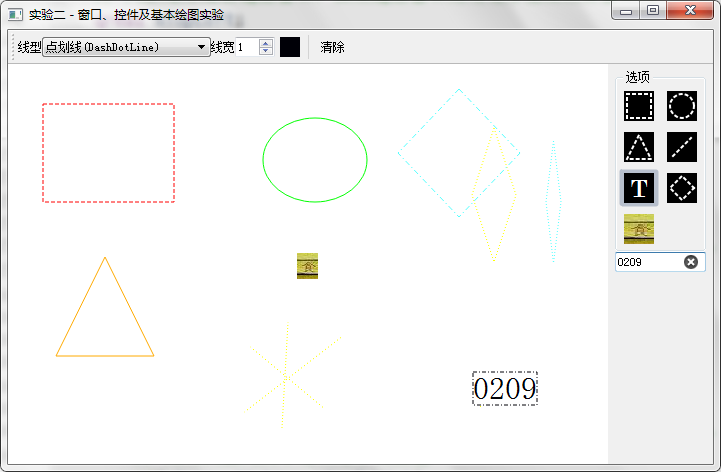 实验二 - 窗口、控件及基本绘图实验
线型 点划线(DashDotLine) 线宽 1 清除
选项
T
食
0209
0209